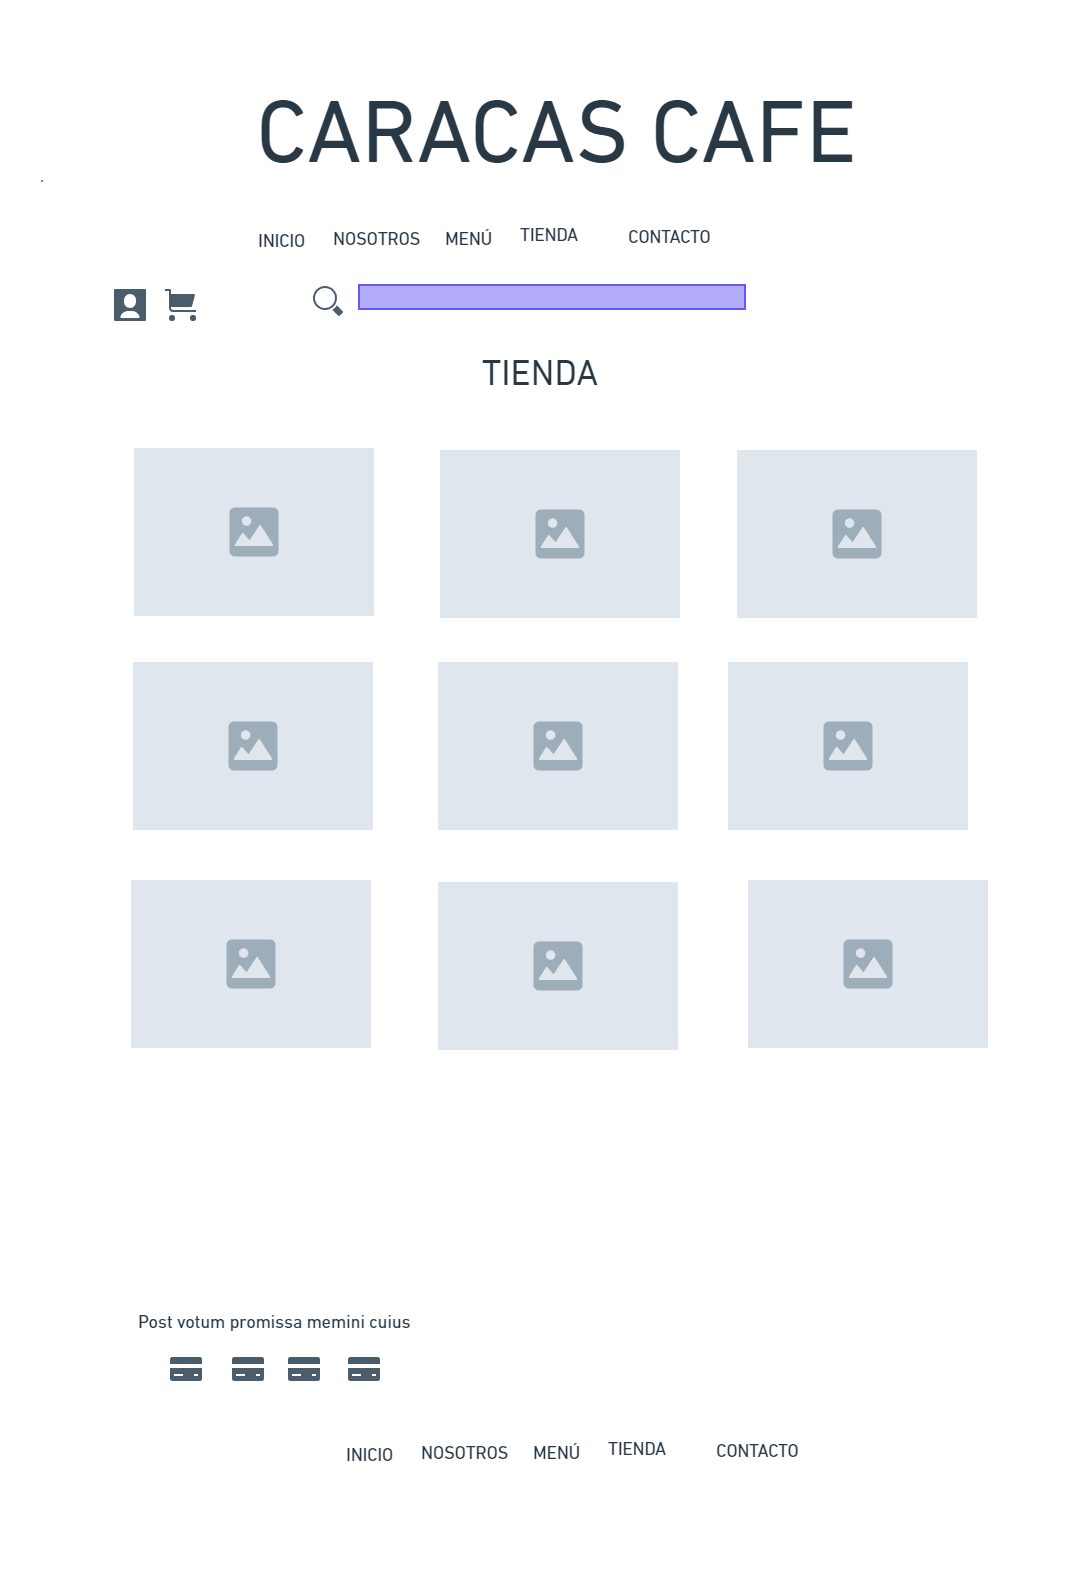 CARACAS CAFE
.
INICIO NOSOTROS MENÚ TIENDA CONTACTO
TIENDA
Post votum promissa memini cuius
INICIO NOSOTROS MENÚ TIENDA CONTACTO